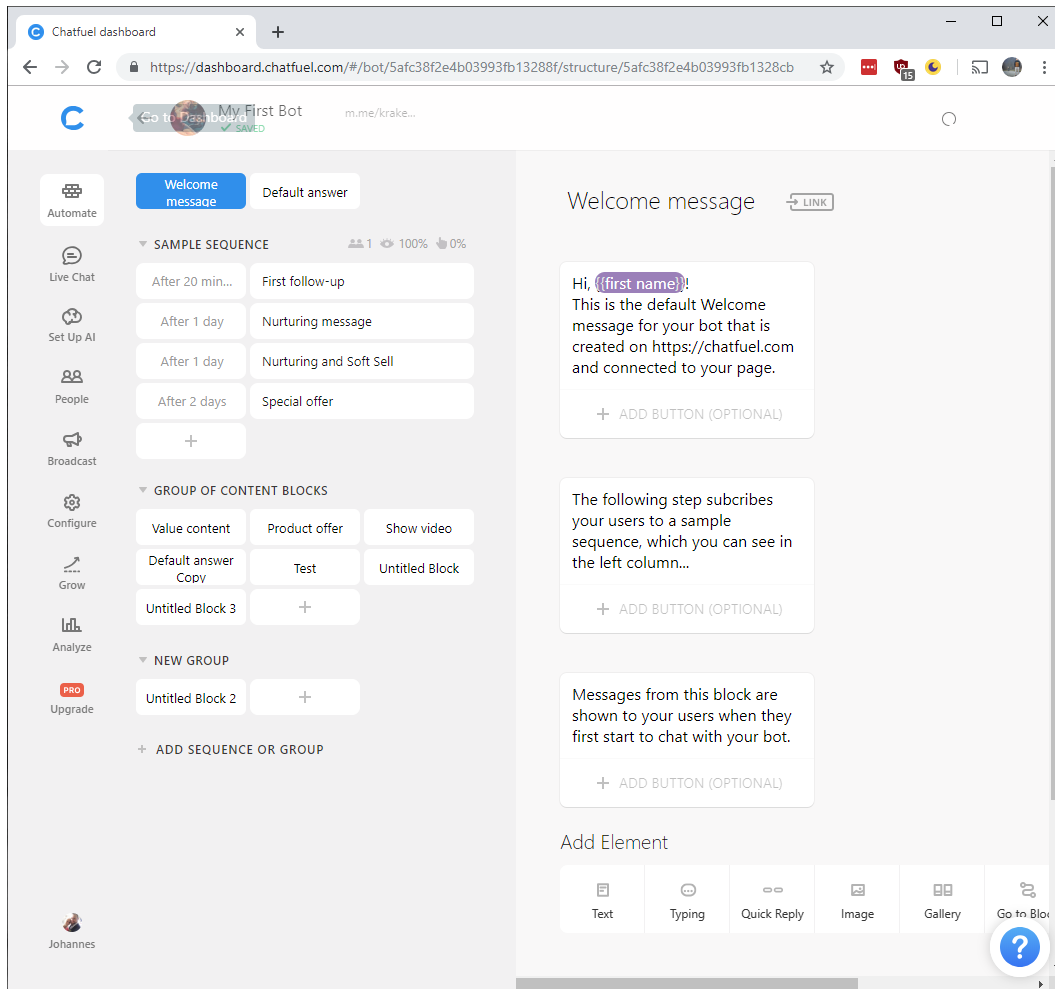 Chatfuel dashboard
https://dashboard.chatfuel.com/#/bot/5afc38f2e4b03993fb13288f/structure/5afc38f2e4b03993fb1328cb
15
Go to Dashboard
My First Bot
SAVED
m.me/krake...
Automate
Live Chat
Set Up AI
People
Broadcast
Configure
Grow
Analyze
PRO
Upgrade
Johannes
Welcome
message
Default answer
SAMPLE SEQUENCE
1
100%
0%
After 20 min...
First follow-up
After 1 day
Nurturing message
After 1 day
Nurturing and Soft Sell
After 2 days
Special offer
+
GROUP OF CONTENT BLOCKS
Value content
Product offer
Show video
Default answer
Copy
Test
Untitled Block
Untitled Block 3
+
NEW GROUP
Untitled Block 2
+
+ ADD SEQUENCE OR GROUP
Welcome message
LINK
Hi, {{first name}}!
This is the default Welcome
message for your bot that is
created on https://chatfuel.com
and connected to your page.
+ ADD BUTTON (OPTIONAL)
The following step subcribes
your users to a sample
sequence, which you can see in
the left column...
+ ADD BUTTON (OPTIONAL)
Messages from this block are
shown to your users when they
first start to chat with your bot.
+ ADD BUTTON (OPTIONAL)
Add Element
Text
Typing
Quick Reply
Image
Gallery
Go to Bloc
?